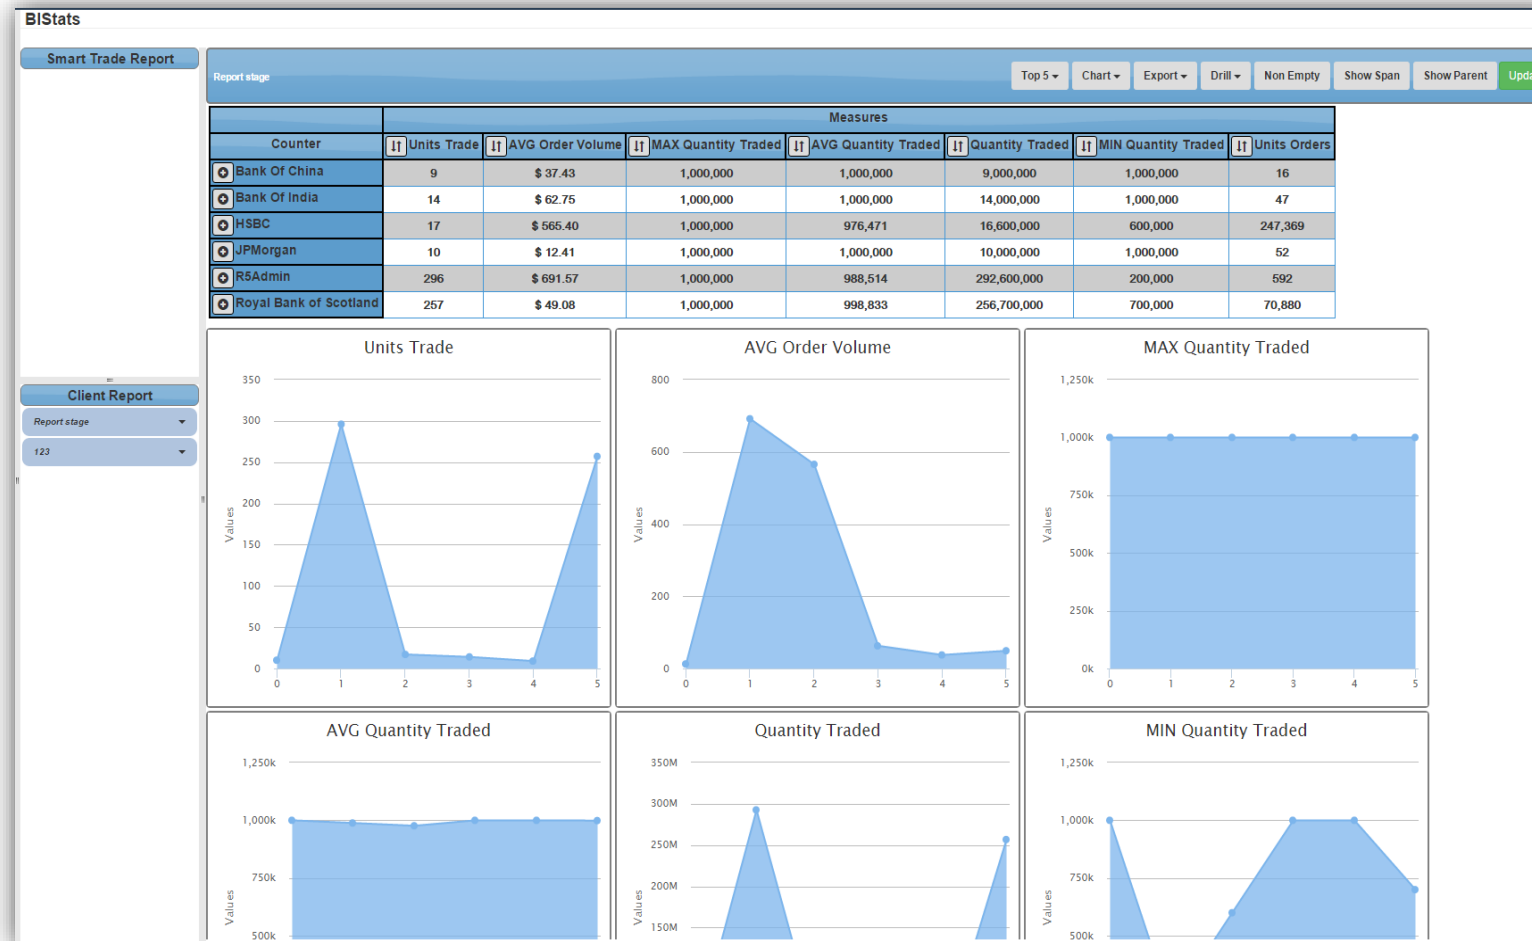 BIStats
Smart Trade Report
Report stage
Top 5 Chart Export Drill Non Empty Show Span Show Parent
Measures
Counter Units Trade AVG Order Volume MAX Quantity Traded AVG Quantity Traded Quantity Traded MIN Quantity Traded Units Orders
Bank Of China 9 $ 37.43 1,000,000 1,000,000 9,000,000 1,000,000 16
Bank Of India 14 $ 62.75 1,000,000 1,000,000 14,000,000 1,000,000 47
HSBC 17 $ 565.40 1,000,000 976,471 16,600,000 600,000 247,369
JPMorgan 10 $ 12.41 1,000,000 1,000,000 10,000,000 1,000,000 52
R5Admin 296 $ 691.57 1,000,000 988,514 292,600,000 200,000 592
Royal Bank of Scotland 257 $ 49.08 1,000,000 998,833 256,700,000 700,000 70,880
Client Report
Report stage
123
Units Trade
350
300
250
200
150
100
50
0
Values
0 1 2 3 4 5
AVG Order Volume
800
600
400
200
0
Values
0 1 2 3 4 5
MAX Quantity Traded
1,250k
1,000k
750k
500k
250k
0k
Values
0 1 2 3 4 5
AVG Quantity Traded
1,250k
1,000k
750k
500k
Values
Quantity Traded
350M
300M
250M
200M
150M
Values
MIN Quantity Traded
1,250k
1,000k
750k
500k
Values